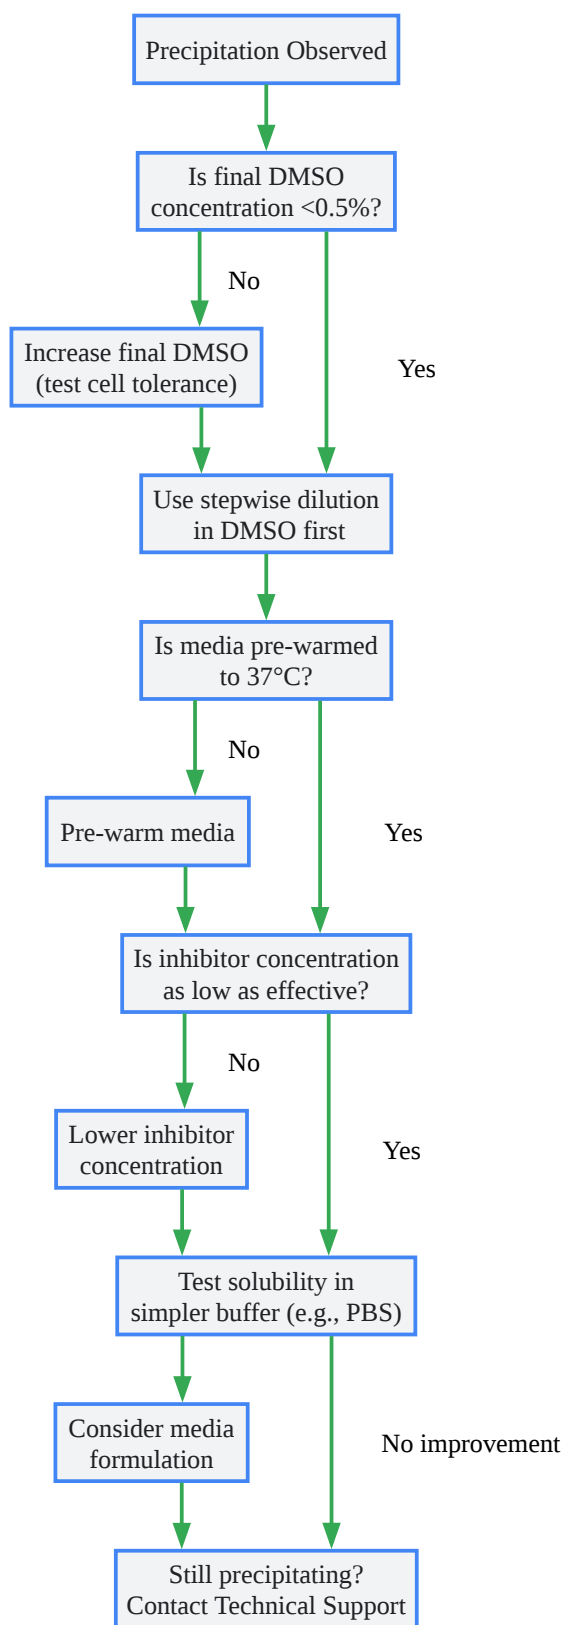 Precipitation Observed
Is final DMSO
concentration <0.5%?
No
Increase final DMSO
(test cell tolerance)
Yes
Use stepwise dilution
in DMSO first
Is media pre-warmed
to 37°C?
No
Pre-warm media
Yes
Is inhibitor concentration
as low as effective?
No
Lower inhibitor
concentration
Yes
Test solubility in
simpler buffer (e.g., PBS)
Consider media
formulation
No improvement
Still precipitating?
Contact Technical Support